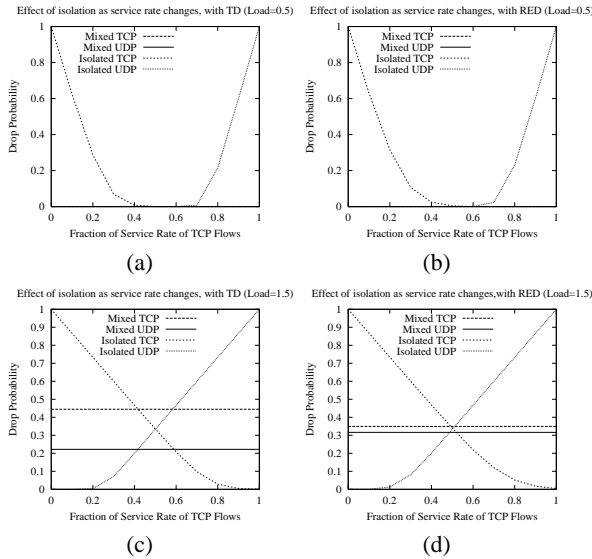 Effect of isolation as service rate changes, with TD (Load=0.5)
Mixed TCP
Mixed UDP
Isolated TCP
Isolated UDP
1
0.8
0.6
0.4
0.2
0
Drop Probability
0 0.2 0.4 0.6 0.8 1
Fraction of Service Rate of TCP Flows
(a)
Effect of isolation as service rate changes, with RED (Load=0.5)
Mixed TCP
Mixed UDP
Isolated TCP
Isolated UDP
1
0.8
0.6
0.4
0.2
0
Drop Probability
0 0.2 0.4 0.6 0.8 1
Fraction of Service Rate of TCP Flows
(b)
Effect of isolation as service rate changes, with TD (Load=1.5)
Mixed TCP
Mixed UDP
Isolated TCP
Isolated UDP
1
0.9
0.8
0.7
0.6
0.5
0.4
0.3
0.2
0.1
0
Drop Probability
0 0.2 0.4 0.6 0.8 1
Fraction of Service Rate of TCP Flows
(c)
Effect of isolation as service rate changes,with RED (Load=1.5)
Mixed TCP
Mixed UDP
Isolated TCP
Isolated UDP
1
0.9
0.8
0.7
0.6
0.5
0.4
0.3
0.2
0.1
0
Drop Probability
0 0.2 0.4 0.6 0.8 1
Fraction of Service Rate of TCP Flows
(d)